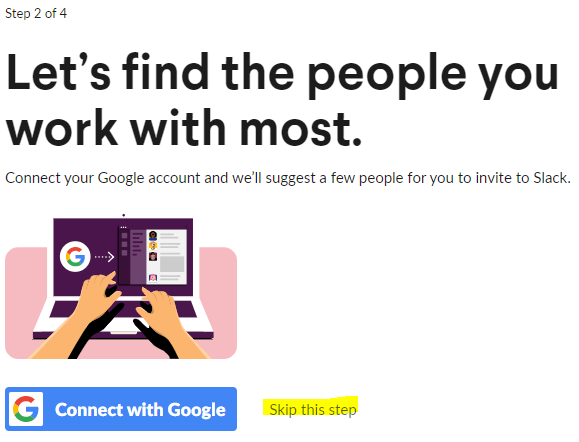 Step 2 of 4
Let's find the people you
work with most.
Connect your Google account and we'll suggest a few people for you to invite to Slack.
Connect with Google
Skip this step